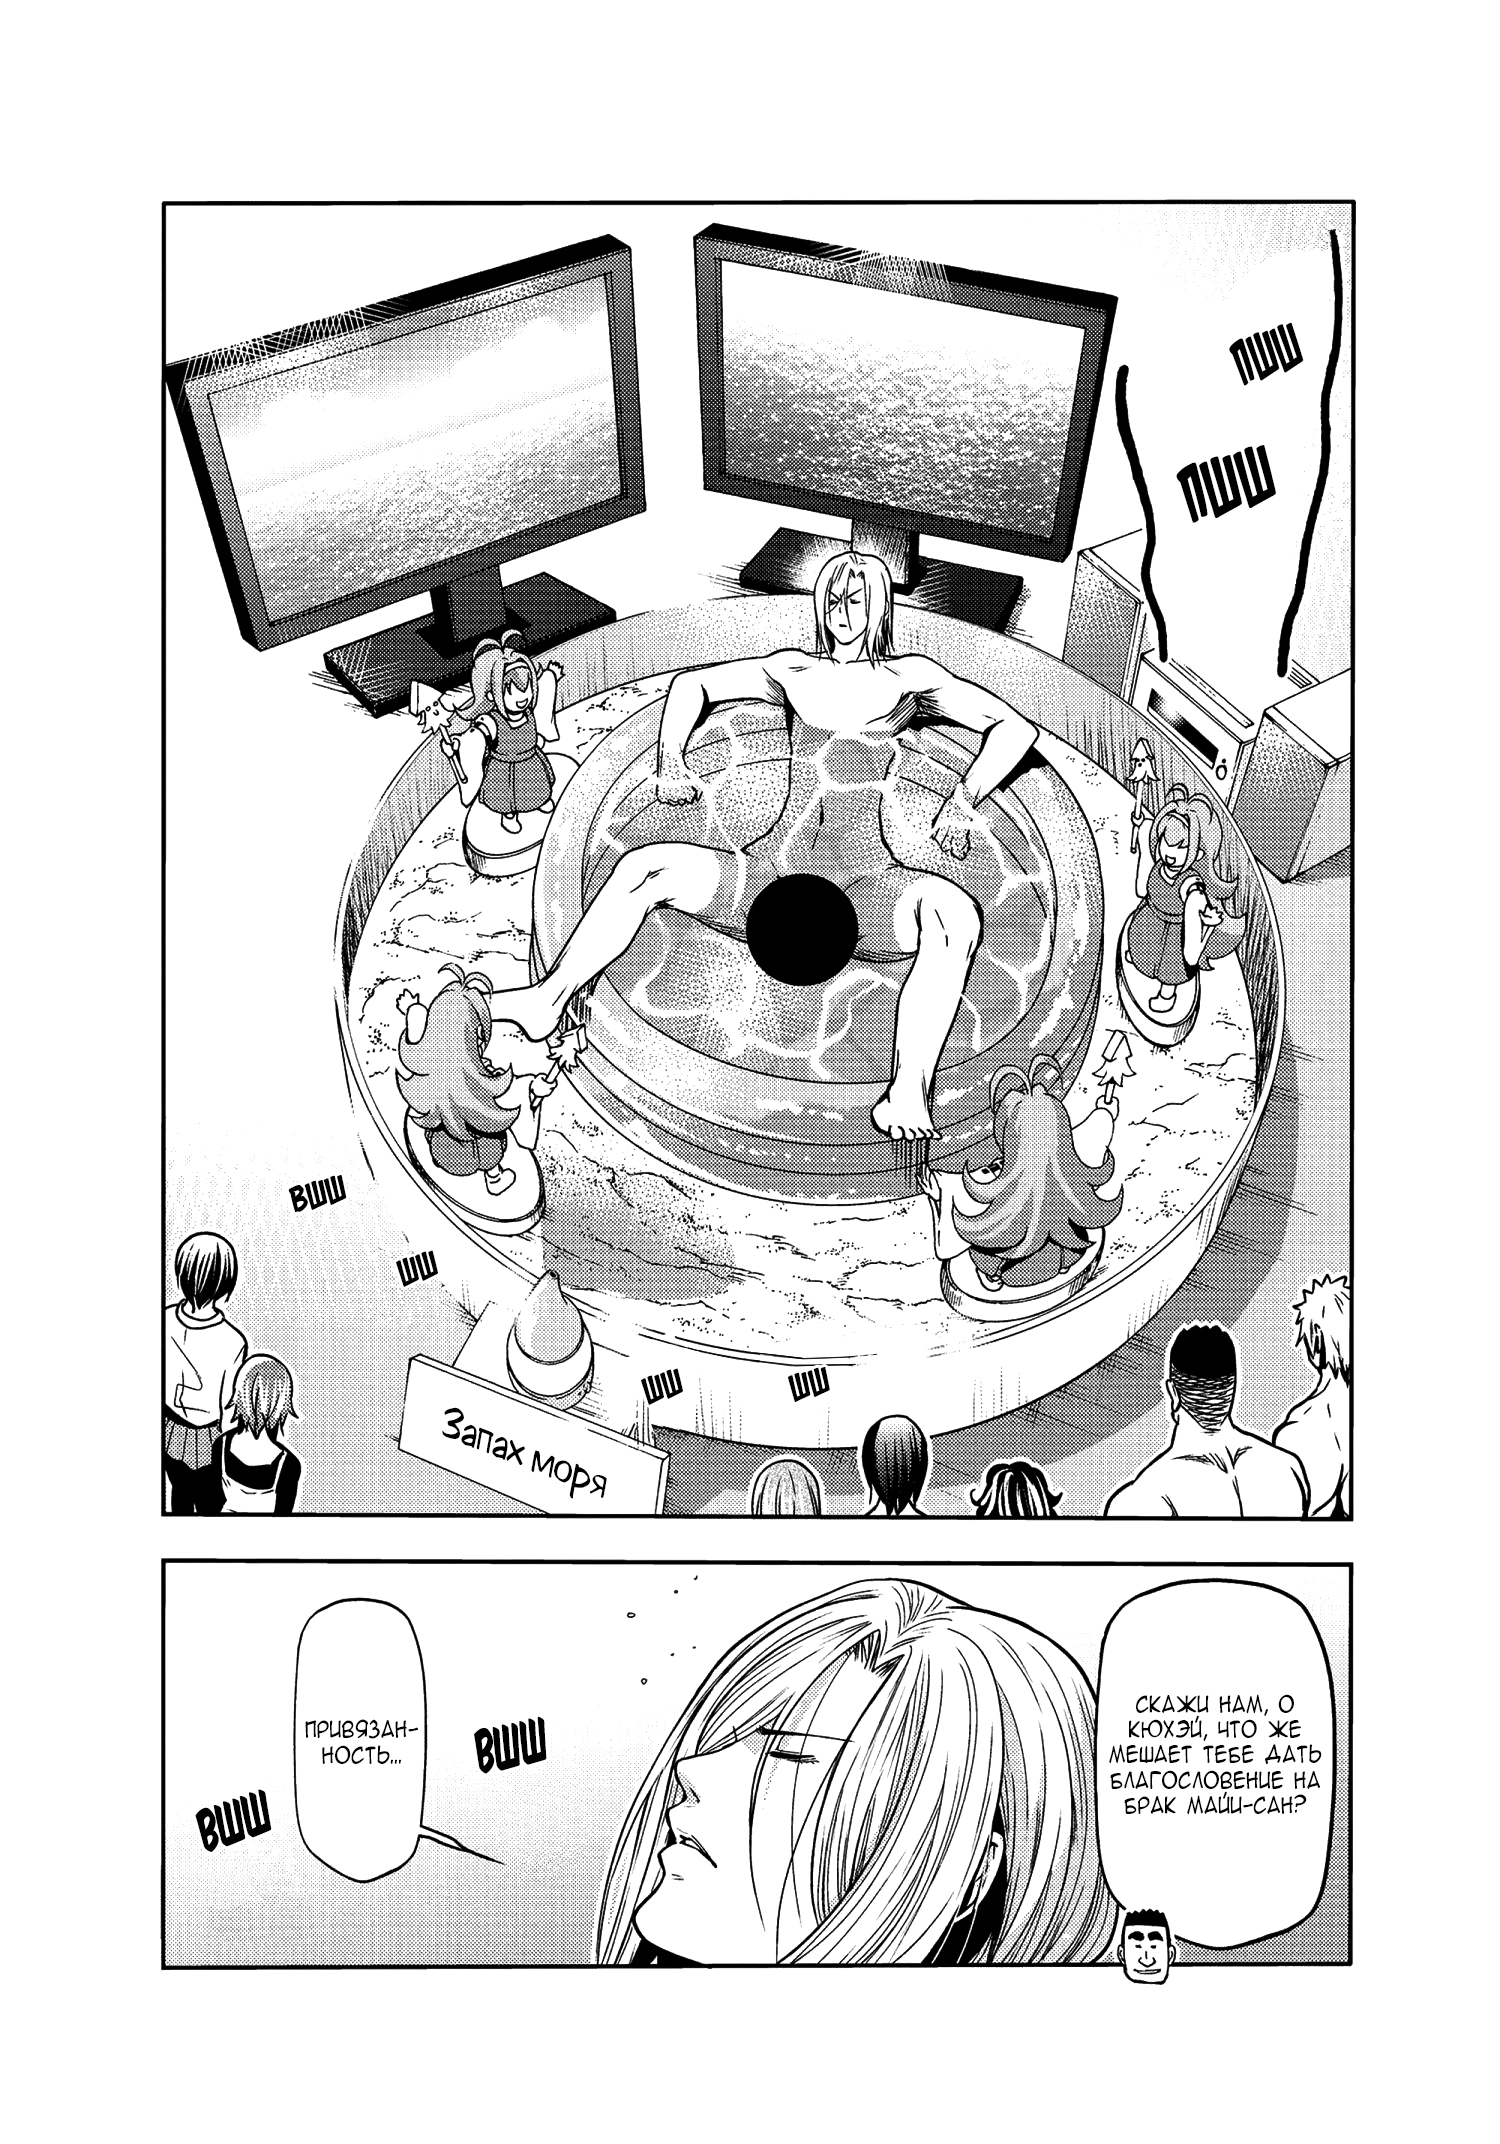 ПШШ
ПШШ
ВШШ
ШШ
ШШ
ШШ
Запах моря
СКАЖИ НАМ, О
КЮХЭЙ, ЧТО ЖЕ
МЕШАЕТ ТЕБЕ ДАТЬ
БЛАГОСЛОВЕНИЕ НА
БРАК МАЙИ-САН?
ВШШ
ПРИВЯЗАН-
НОСТЬ...
ВШШ